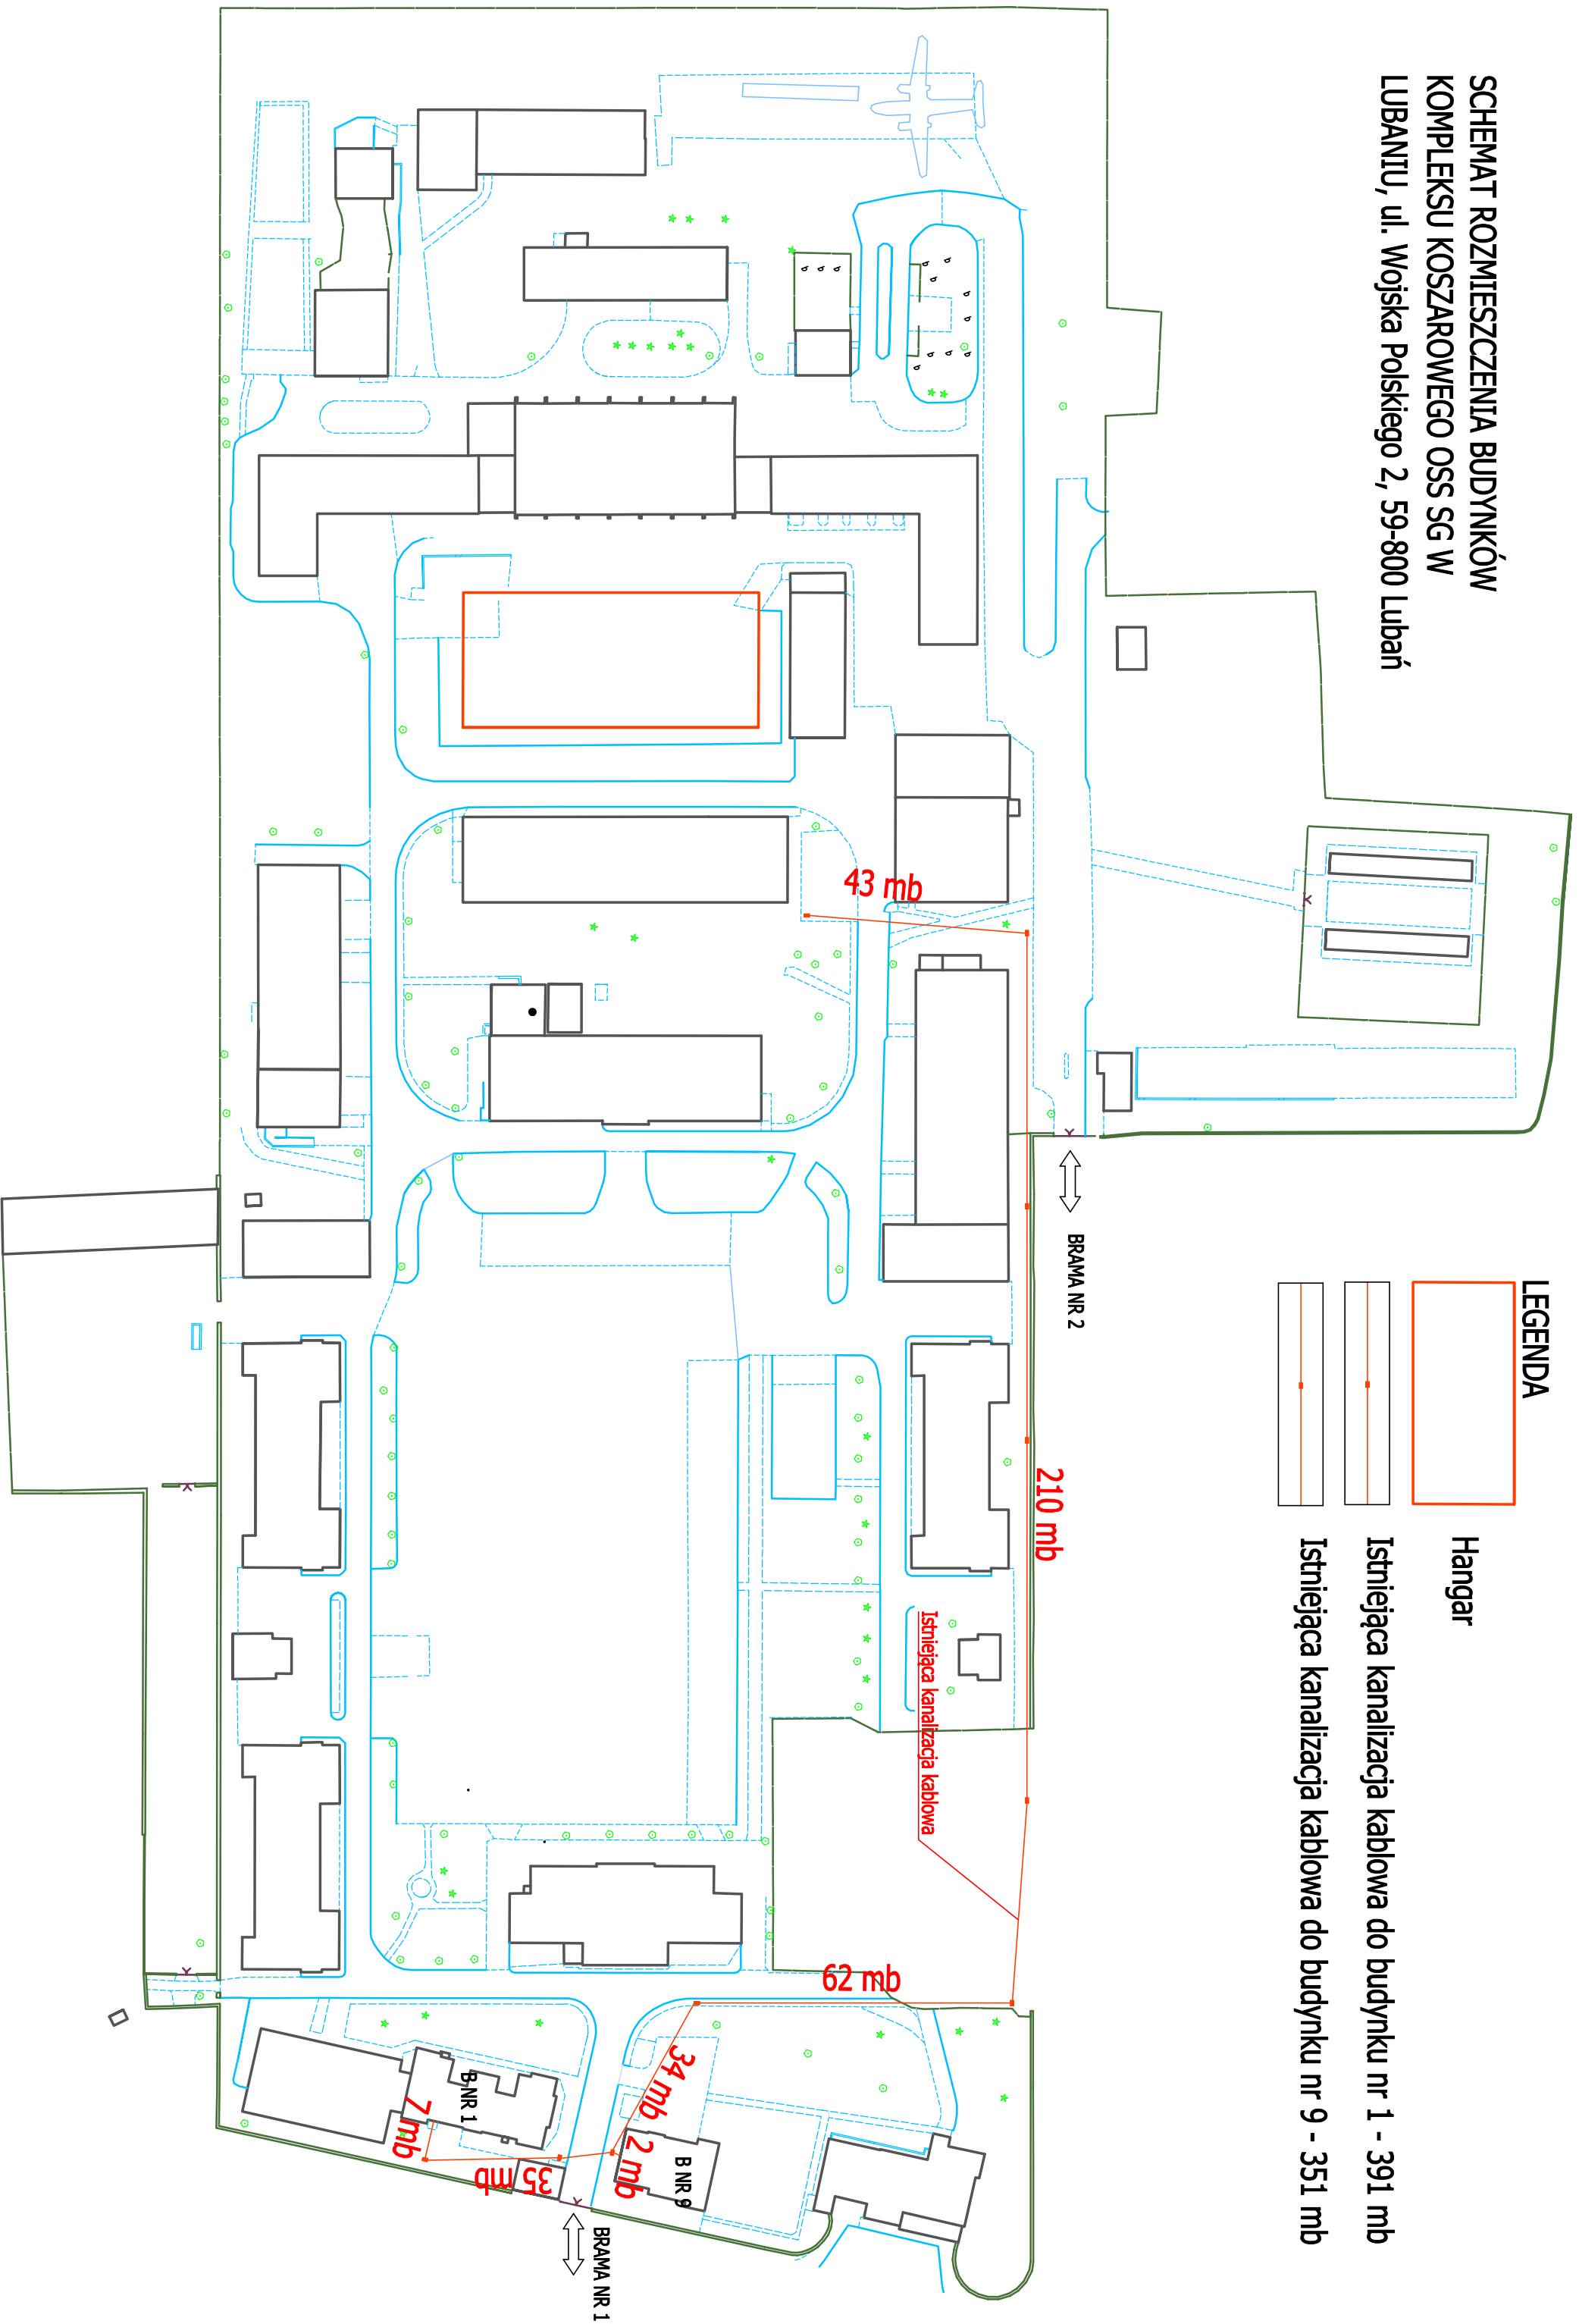 SCHEMAT ROZMIESZCZENIA BUDYNKÓW
KOMPLEKSU KOSZAROWEGO OSS SG W
LUBANIU, ul. Wojska Polskiego 2, 59-800 Lubań
LEGENDA
Hangar
Istniejąca kanalizacja kablowa do budynku nr 1 - 391 mb
Istniejąca kanalizacja kablowa do budynku nr 9 - 351 mb
BRAMA NR 2
43 mb
210 mb
Istniejąca kanalizacja kablowa
62 mb
34 mb
2 mb
B NR 9
B NR 1
7 mb
35 mb
BRAMA NR 1